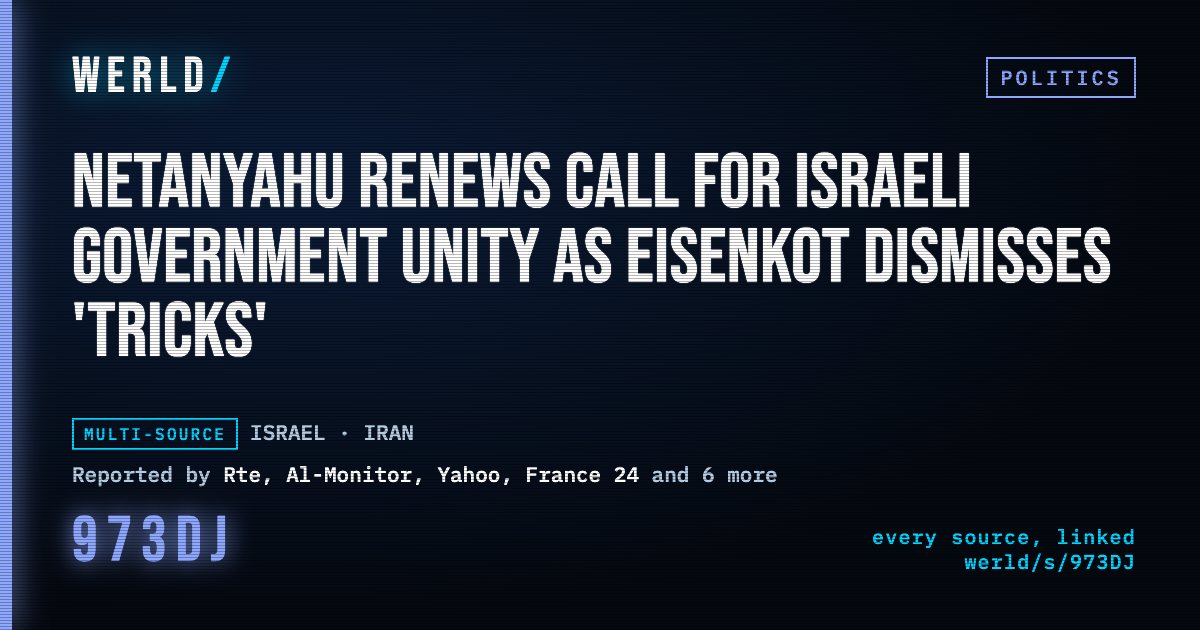 WERLD/
POLITICS
NETANYAHU RENEWS CALL FOR ISRAELI
GOVERNMENT UNITY AS EISENKOT DISMISSES
'TRICKS'
MULTI-SOURCE ISRAEL · IRAN
Reported by Rte, Al-Monitor, Yahoo, France 24 and 6 more
973DJ
every source, linked
werld/s/973DJ